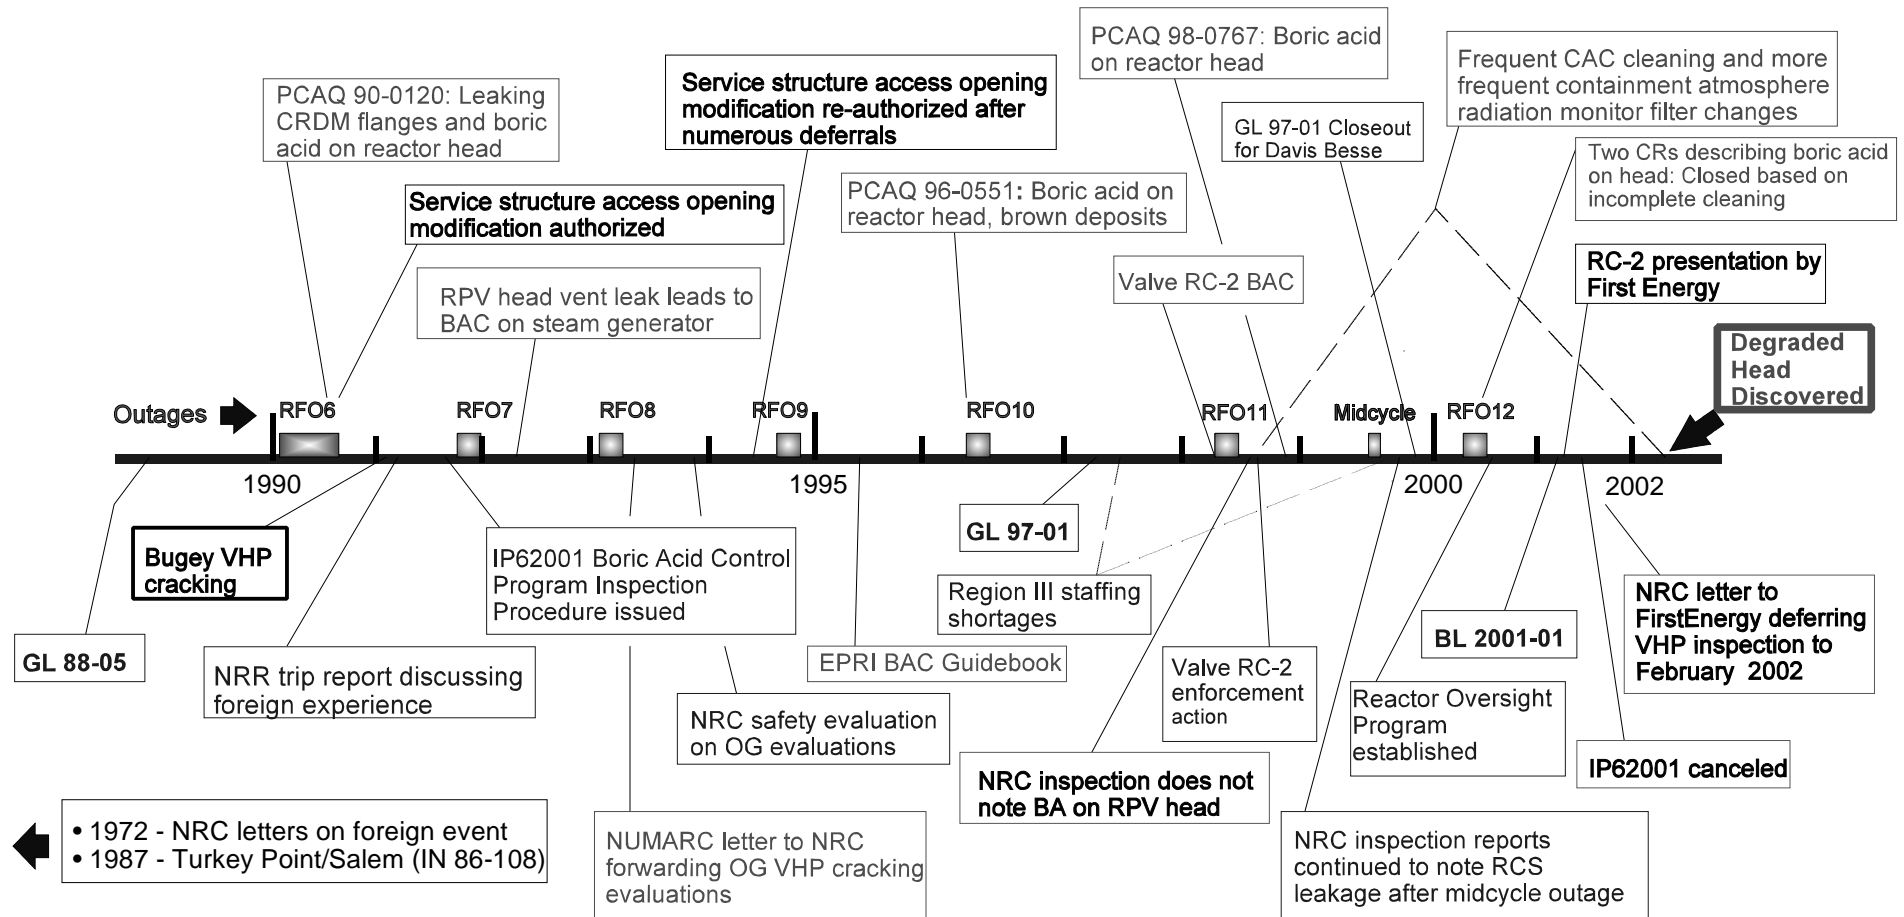 PCAQ 98-0767: Boric acid
on reactor head
Frequent CAC cleaning and more
frequent containment atmosphere
radiation monitor filter changes
Service structure access opening
modification re-authorized after
numerous deferrals
PCAQ 90-0120: Leaking
CRDM flanges and boric
acid on reactor head
GL 97-01 Closeout
for Davis Besse
Two CRs describing boric acid
on head: Closed based on
incomplete cleaning
PCAQ 96-0551: Boric acid on
reactor head, brown deposits
Service structure access opening
modification authorized
RC-2 presentation by
First Energy
Valve RC-2 BAC
RPV head vent leak leads to
BAC on steam generator
Degraded
Head
Discovered
Outages
RFO6
RFO7
RFO8
RFO9
RFO10
RFO11
Midcycle
RFO12
1990
1995
2000
2002
GL 97-01
Bugey VHP
cracking
IP62001 Boric Acid Control
Program Inspection
Procedure issued
Region III staffing
shortages
NRC letter to
FirstEnergy deferring
VHP inspection to
February 2002
BL 2001-01
GL 88-05
EPRI BAC Guidebook
Valve RC-2
enforcement
action
NRR trip report discussing
foreign experience
Reactor Oversight
Program
established
NRC safety evaluation
on OG evaluations
IP62001 canceled
NRC inspection does not
note BA on RPV head
• 1972 - NRC letters on foreign event
• 1987 - Turkey Point/Salem (IN 86-108)
NUMARC letter to NRC
forwarding OG VHP cracking
evaluations
NRC inspection reports
continued to note RCS
leakage after midcycle outage